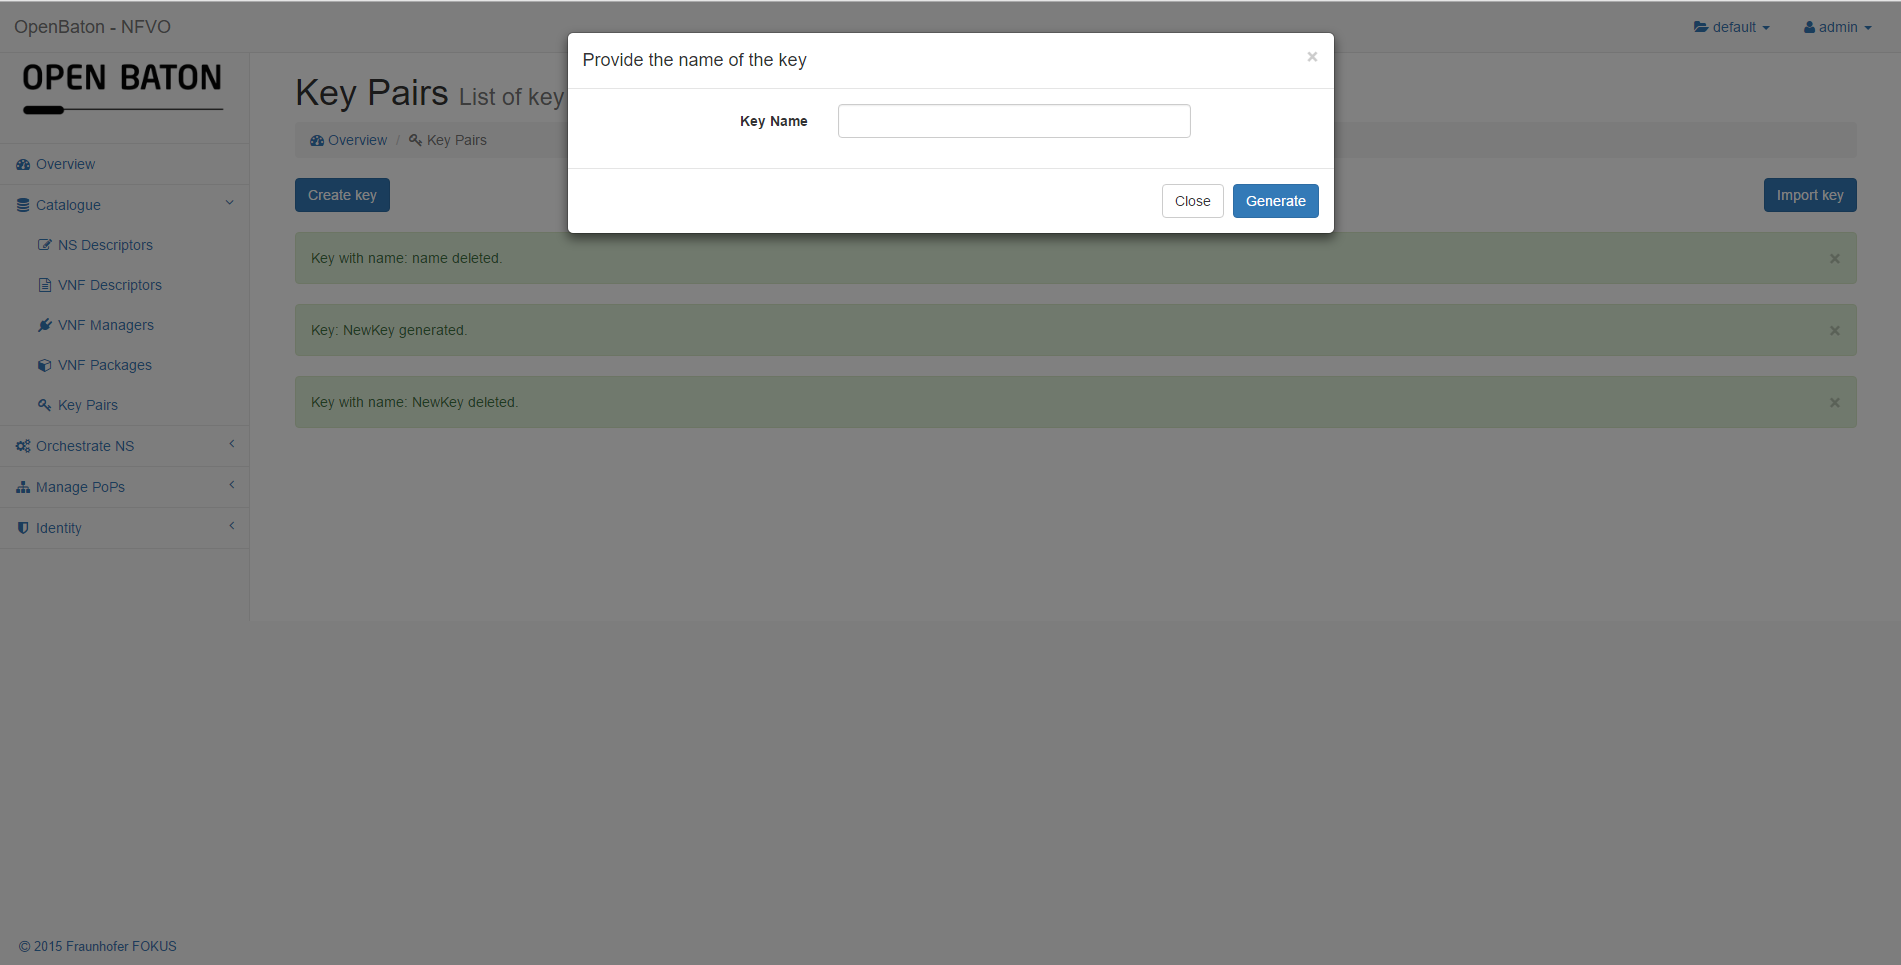 OpenBaton - NFVO
default
admin
OPEN BATON
Overview
Catalogue
NS Descriptors
VNF Descriptors
VNF Managers
VNF Packages
Key Pairs
Orchestrate NS
Manage PoPs
Identity
Key Pairs List of key
Overview / Key Pairs
Create key
Import key
Key with name: name deleted. ×
Key: NewKey generated. ×
Key with name: NewKey deleted. ×
Provide the name of the key ×
Key Name
Close
Generate
© 2015 Fraunhofer FOKUS